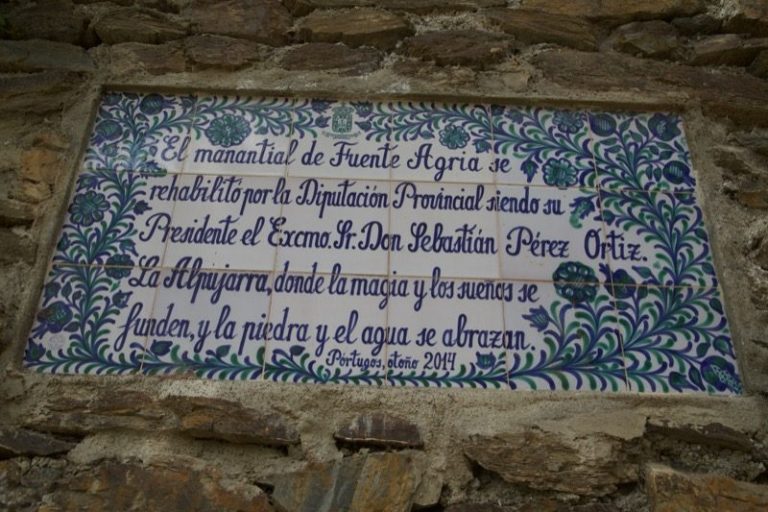 El manantial de Fuente Agria se
rehabilitó por la Diputación Provincial siendo su
Presidente el Excmo. Sr. Don Sebastián Pérez Ortiz.
La Alpujarra, donde la magia y los sueños se
funden, y la piedra y el agua se abrazan.
Pórtugos, otoño 2014